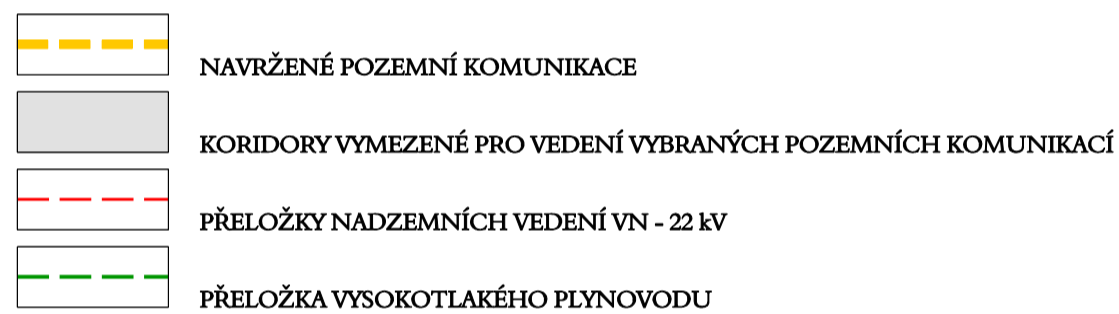 NAVRŽENÉ POZEMNÍ KOMUNIKACE
KORIDORY VYMEZENÉ PRO VEDENÍ VYBRANÝCH POZEMNÍCH KOMUNIKACÍ
PŘELOŽKY NADZEMNÍCH VEDENÍ VN - 22 kV
PŘELOŽKA VYSOKOTLAKÉHO PLYNOVODU